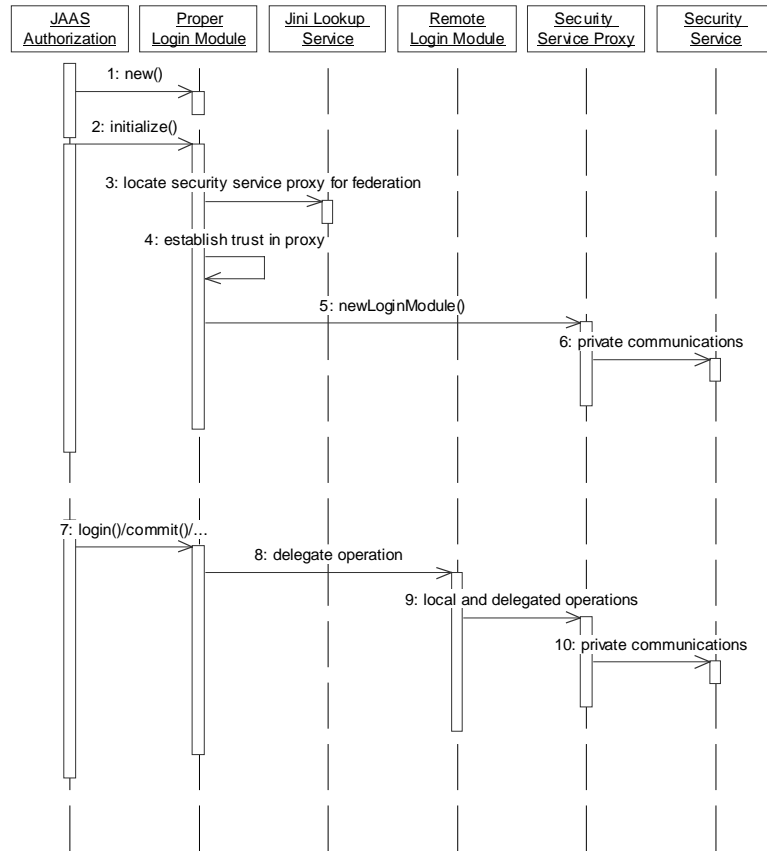 JAAS
Authorization
Proper
Login Module
Jini Lookup
Service
Remote
Login Module
Security
Service Proxy
Security
Service
1: new()
2: initialize()
3: locate security service proxy for federation
4: establish trust in proxy
5: newLoginModule()
6: private communications
7: login()/commit()/...
8: delegate operation
9: local and delegated operations
10: private communications